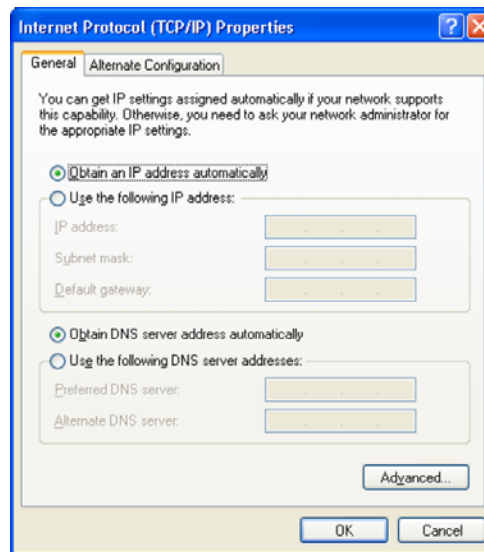 Internet Protocol (TCP/IP) Properties
General Alternate Configuration
You can get IP settings assigned automatically if your network supports
this capability. Otherwise, you need to ask your network administrator for
the appropriate IP settings.
Obtain an IP address automatically
Use the following IP address:
IP address:
Subnet mask:
Default gateway:
Obtain DNS server address automatically
Use the following DNS server addresses:
Preferred DNS server:
Alternate DNS server:
Advanced...
OK Cancel